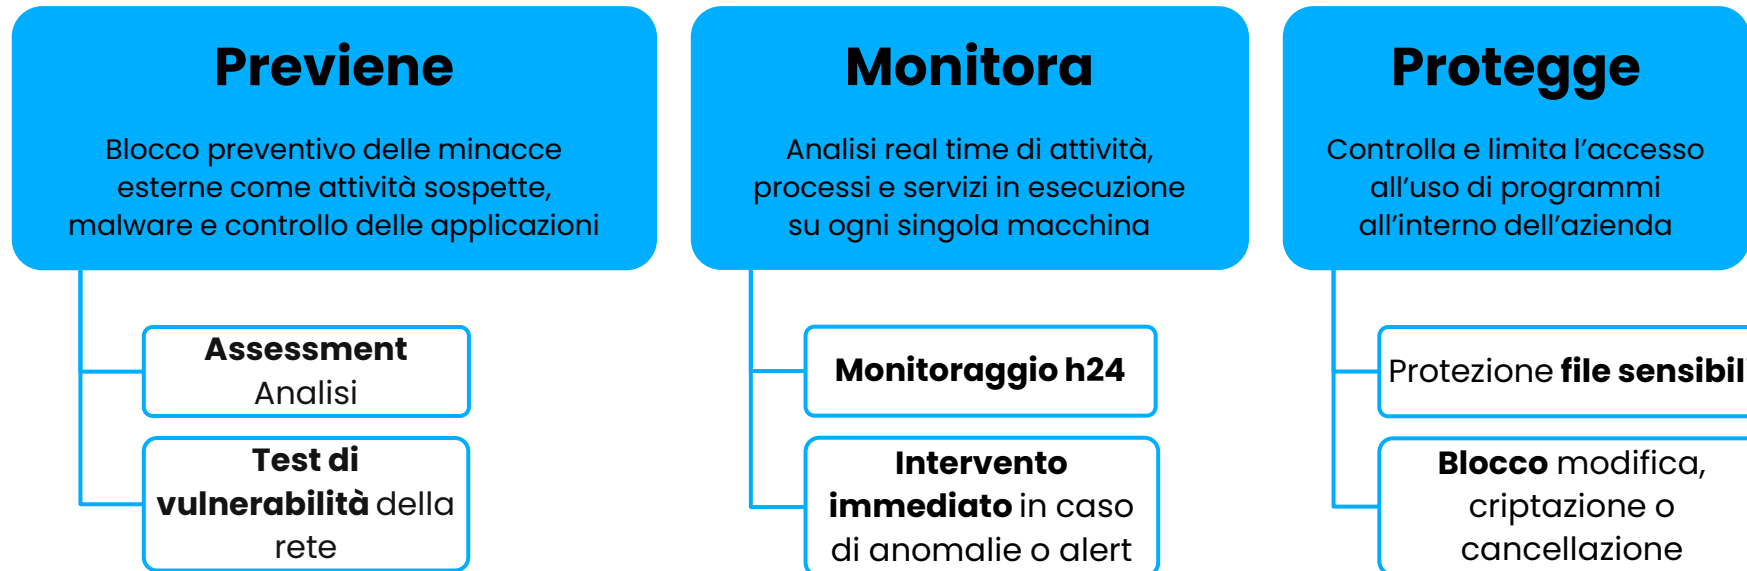 Previene
Blocco preventivo delle minacce
esterne come attività sospette,
malware e controllo delle applicazioni
Assessment
Analisi
Test di
vulnerabilità della
rete
Monitora
Analisi real time di attività,
processi e servizi in esecuzione
su ogni singola macchina
Monitoraggio h24
Intervento
immediato in caso
di anomalie o alert
Protegge
Controlla e limita l’accesso
all’uso di programmi
all’interno dell’azienda
Protezione file sensibili
Blocco modifica,
criptazione o
cancellazione